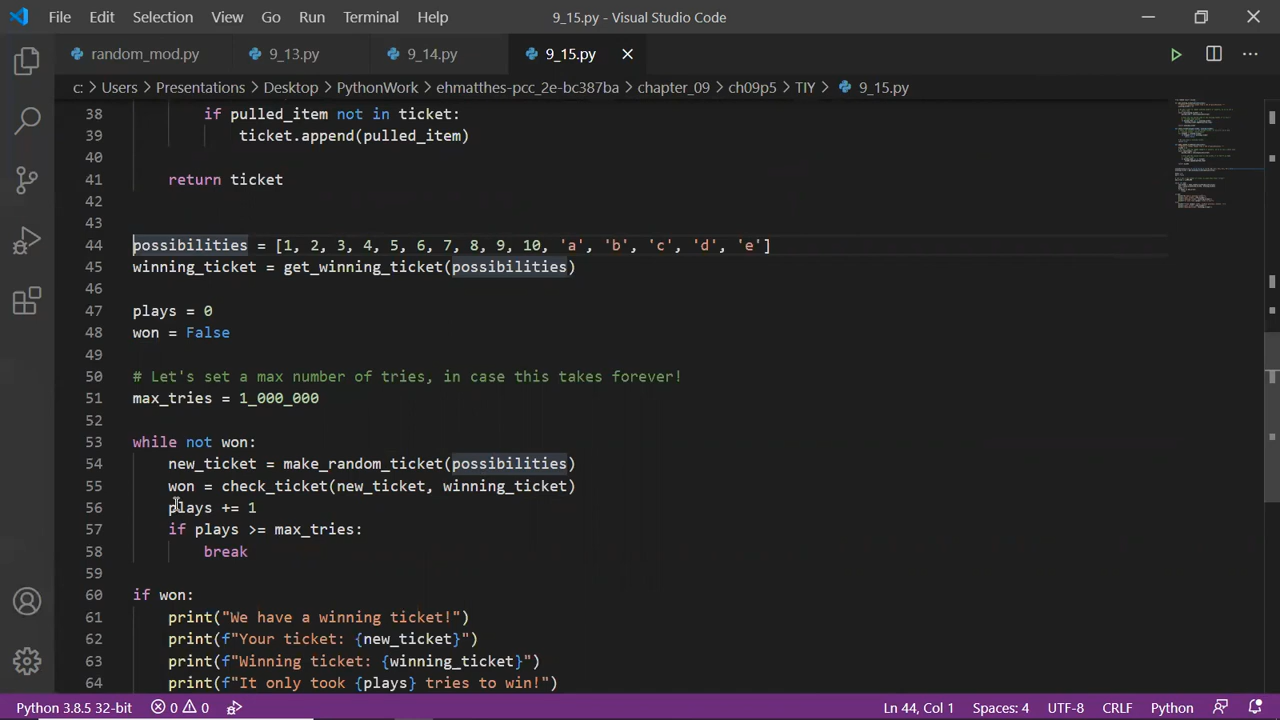 File Edit Selection View Go Run Terminal Help 9_15.py - Visual Studio Code
random_mod.py 9_13.py 9_14.py 9_15.py
c: > Users > Presentations > Desktop > PythonWork > ehmatthes-pcc_2e-bc387ba > chapter_09 > ch09p5 > TIY > 9_15.py
38 if pulled_item not in ticket:
39 ticket.append(pulled_item)
40
41 return ticket
42
43
44 possibilities = [1, 2, 3, 4, 5, 6, 7, 8, 9, 10, 'a', 'b', 'c', 'd', 'e']
45 winning_ticket = get_winning_ticket(possibilities)
46
47 plays = 0
48 won = False
49
50 # Let's set a max number of tries, in case this takes forever!
51 max_tries = 1_000_000
52
53 while not won:
54 new_ticket = make_random_ticket(possibilities)
55 won = check_ticket(new_ticket, winning_ticket)
56 plays += 1
57 if plays >= max_tries:
58 break
59
60 if won:
61 print("We have a winning ticket!")
62 print(f"Your ticket: {new_ticket}")
63 print(f"Winning ticket: {winning_ticket}")
64 print(f"It only took {plays} tries to win!")
Python 3.8.5 32-bit 0 0 Ln 44, Col 1 Spaces: 4 UTF-8 CRLF Python